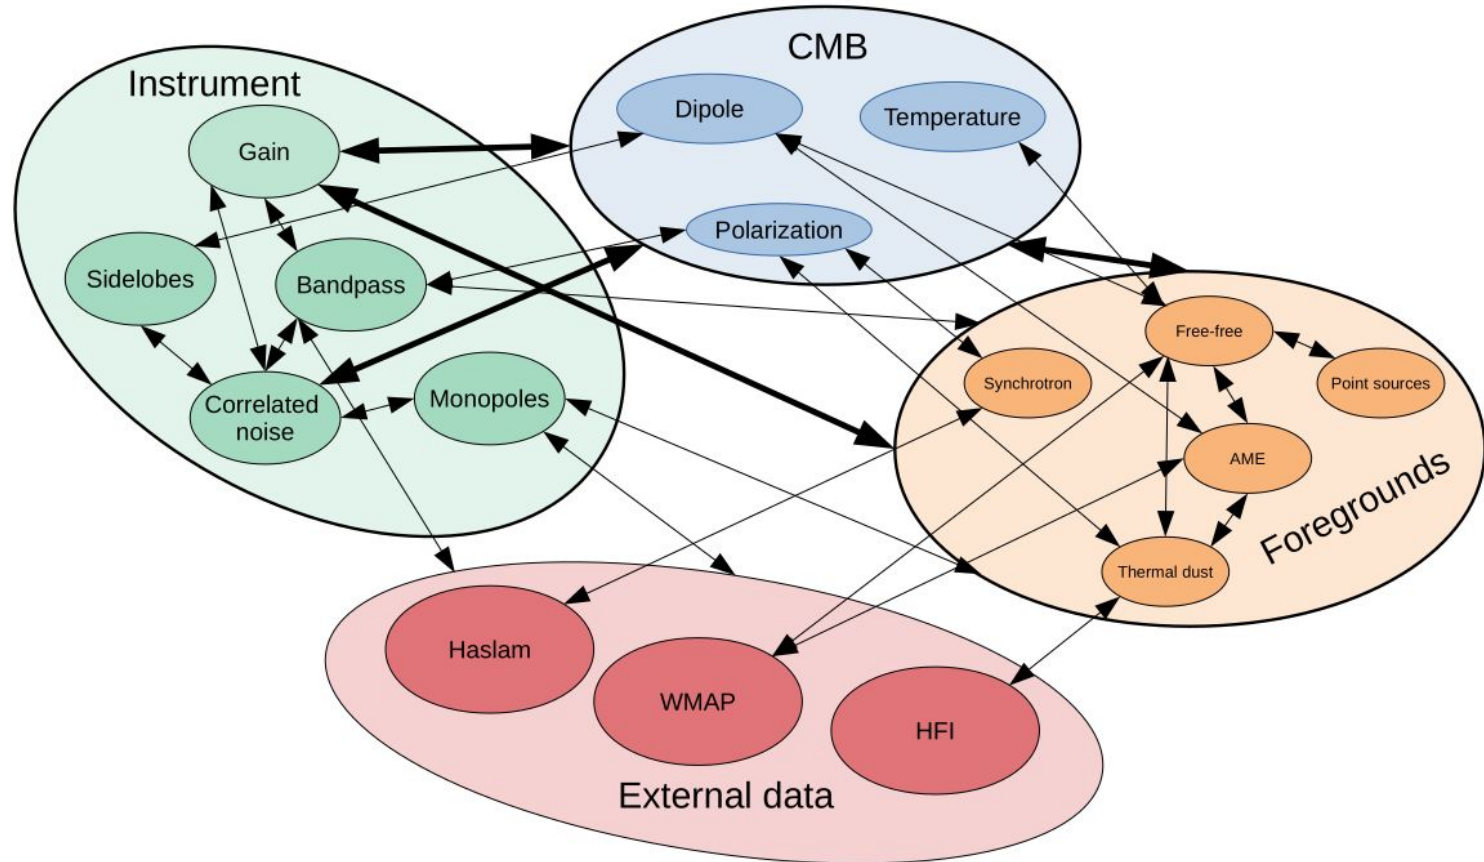 CMB
Instrument
Dipole
Temperature
Gain
Polarization
Sidelobes
Bandpass
Free-free
Synchrotron
Point sources
Correlated
noise
Monopoles
AME
Foregrounds
Thermal dust
Haslam
WMAP
HFI
External data